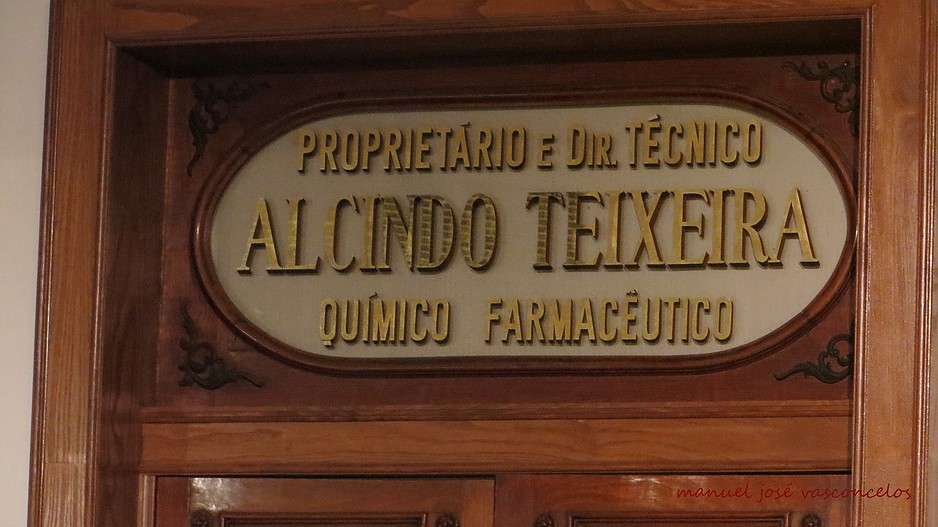 PROPRIETÁRIO E DIR. TÉCNICO
ALCINDO TEIXEIRA
QUÍMICO FARMACÊUTICO
manuel josé vasconcelos